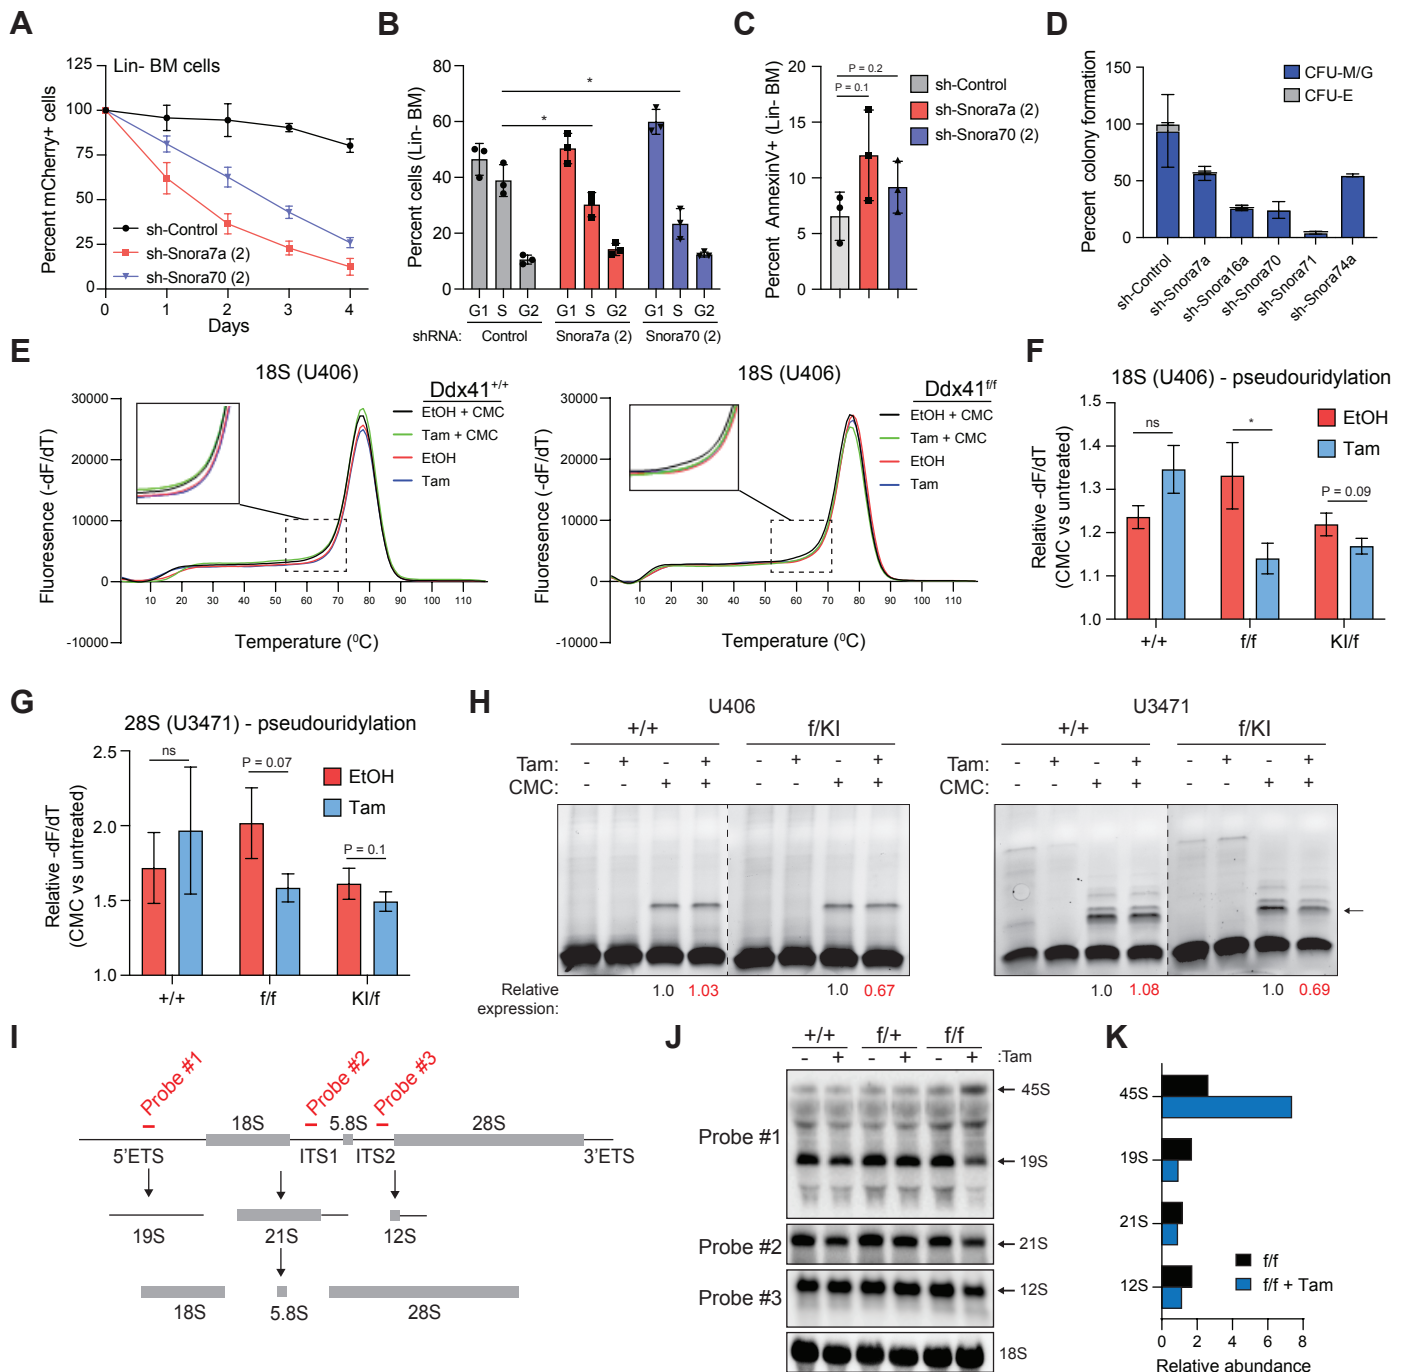 A
Lin- BM cells
Percent mCherry+ cells
125
100
75
50
25
0
sh-Control
sh-Snora7a (2)
sh-Snora70 (2)
0 1 2 3 4
Days
B
Percent cells (Lin- BM)
80
60
40
20
0
*
*
G1 S G2 G1 S G2 G1 S G2
shRNA: Control Snora7a (2) Snora70 (2)
C
Percent AnnexinV+ (Lin- BM)
20
15
10
5
0
P = 0.2
P = 0.1
sh-Control
sh-Snora7a (2)
sh-Snora70 (2)
D
Percent colony formation
150
100
50
0
CFU-M/G
CFU-E
sh-Control
sh-Snora7a
sh-Snora16a
sh-Snora70
sh-Snora71
sh-Snora74a
E
18S (U406)
Ddx41+/+
EtOH + CMC
Tam + CMC
EtOH
Tam
Fluoresence (-dF/dT)
30000
20000
10000
0
-10000
10 20 30 40 50 60 70 80 90 100 110
Temperature (⁰C)
18S (U406)
Ddx41f/f
EtOH + CMC
Tam + CMC
EtOH
Tam
Fluoresence (-dF/dT)
30000
20000
10000
0
-10000
10 20 30 40 50 60 70 80 90 100 110
Temperature (⁰C)
F
18S (U406) - pseudouridylation
Relative -dF/dT
(CMC vs untreated)
1.5
1.4
1.3
1.2
1.1
1.0
ns
*
P = 0.09
EtOH
Tam
+/+ f/f KI/f
G
28S (U3471) - pseudouridylation
Relative -dF/dT
(CMC vs untreated)
2.5
2.0
1.5
1.0
ns
P = 0.07
P = 0.1
EtOH
Tam
+/+ f/f KI/f
H
U406
+/+ f/KI
Tam: - + - + - + - +
CMC: - - + + - - + +
Relative expression: 1.0 1.03 1.0 0.67
U3471
+/+ f/KI
Tam: - + - + - + - +
CMC: - - + + - - + +
1.0 1.08 1.0 0.69
I
Probe #1
Probe #2
Probe #3
18S 5.8S 28S
5'ETS ITS1 ITS2 3'ETS
19S 21S 12S
18S 5.8S 28S
J
+/+ f/+ f/f
- + - + - + :Tam
45S
Probe #1
19S
Probe #2
21S
Probe #3
12S
18S
K
45S
19S
21S
12S
f/f
f/f + Tam
0 2 4 6 8
Relative abundance